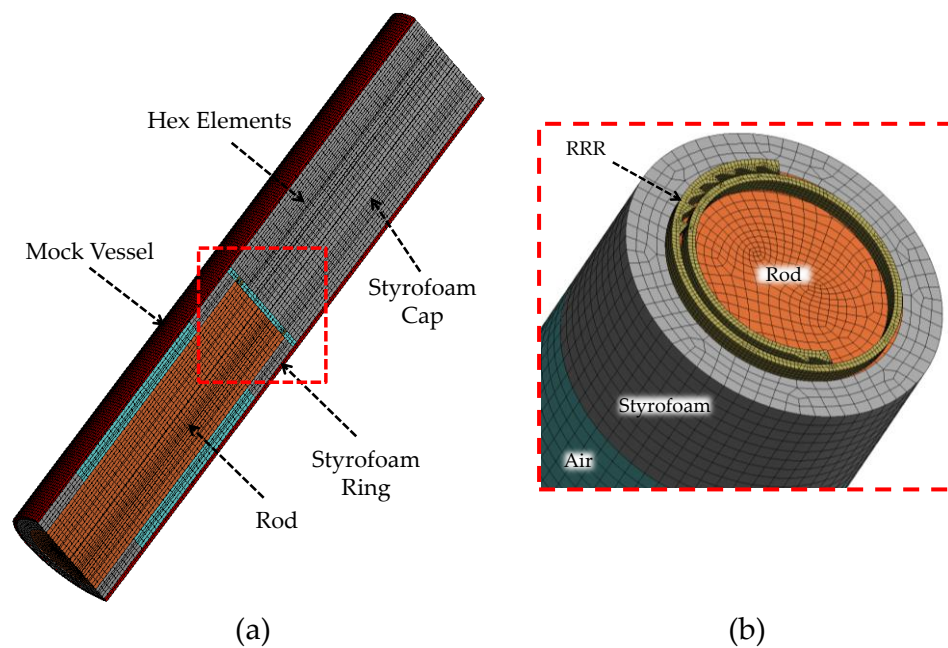 Hex Elements
Mock Vessel
Styrofoam
Cap
Styrofoam
Ring
Rod
(a)
RRR
Rod
Styrofoam
Air
(b)